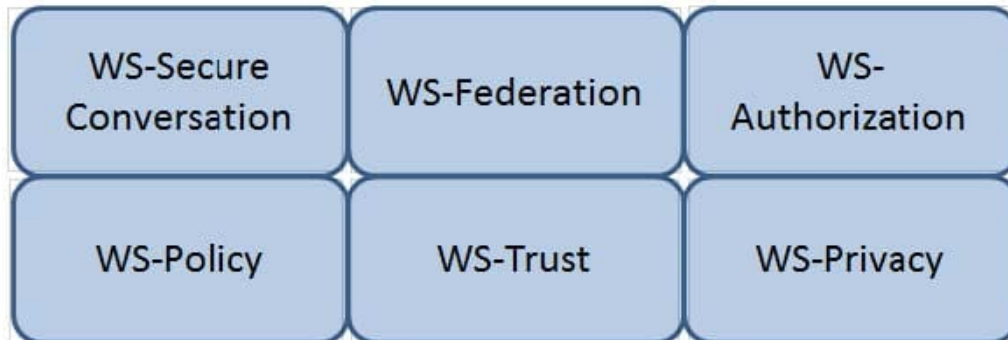 WS-Secure
Conversation
WS-Federation
WS-
Authorization
WS-Policy
WS-Trust
WS-Privacy